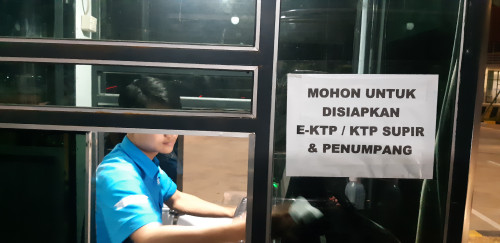 MOHON UNTUK
DISIAPKAN
E-KTP / KTP SUPIR
& PENUMPANG